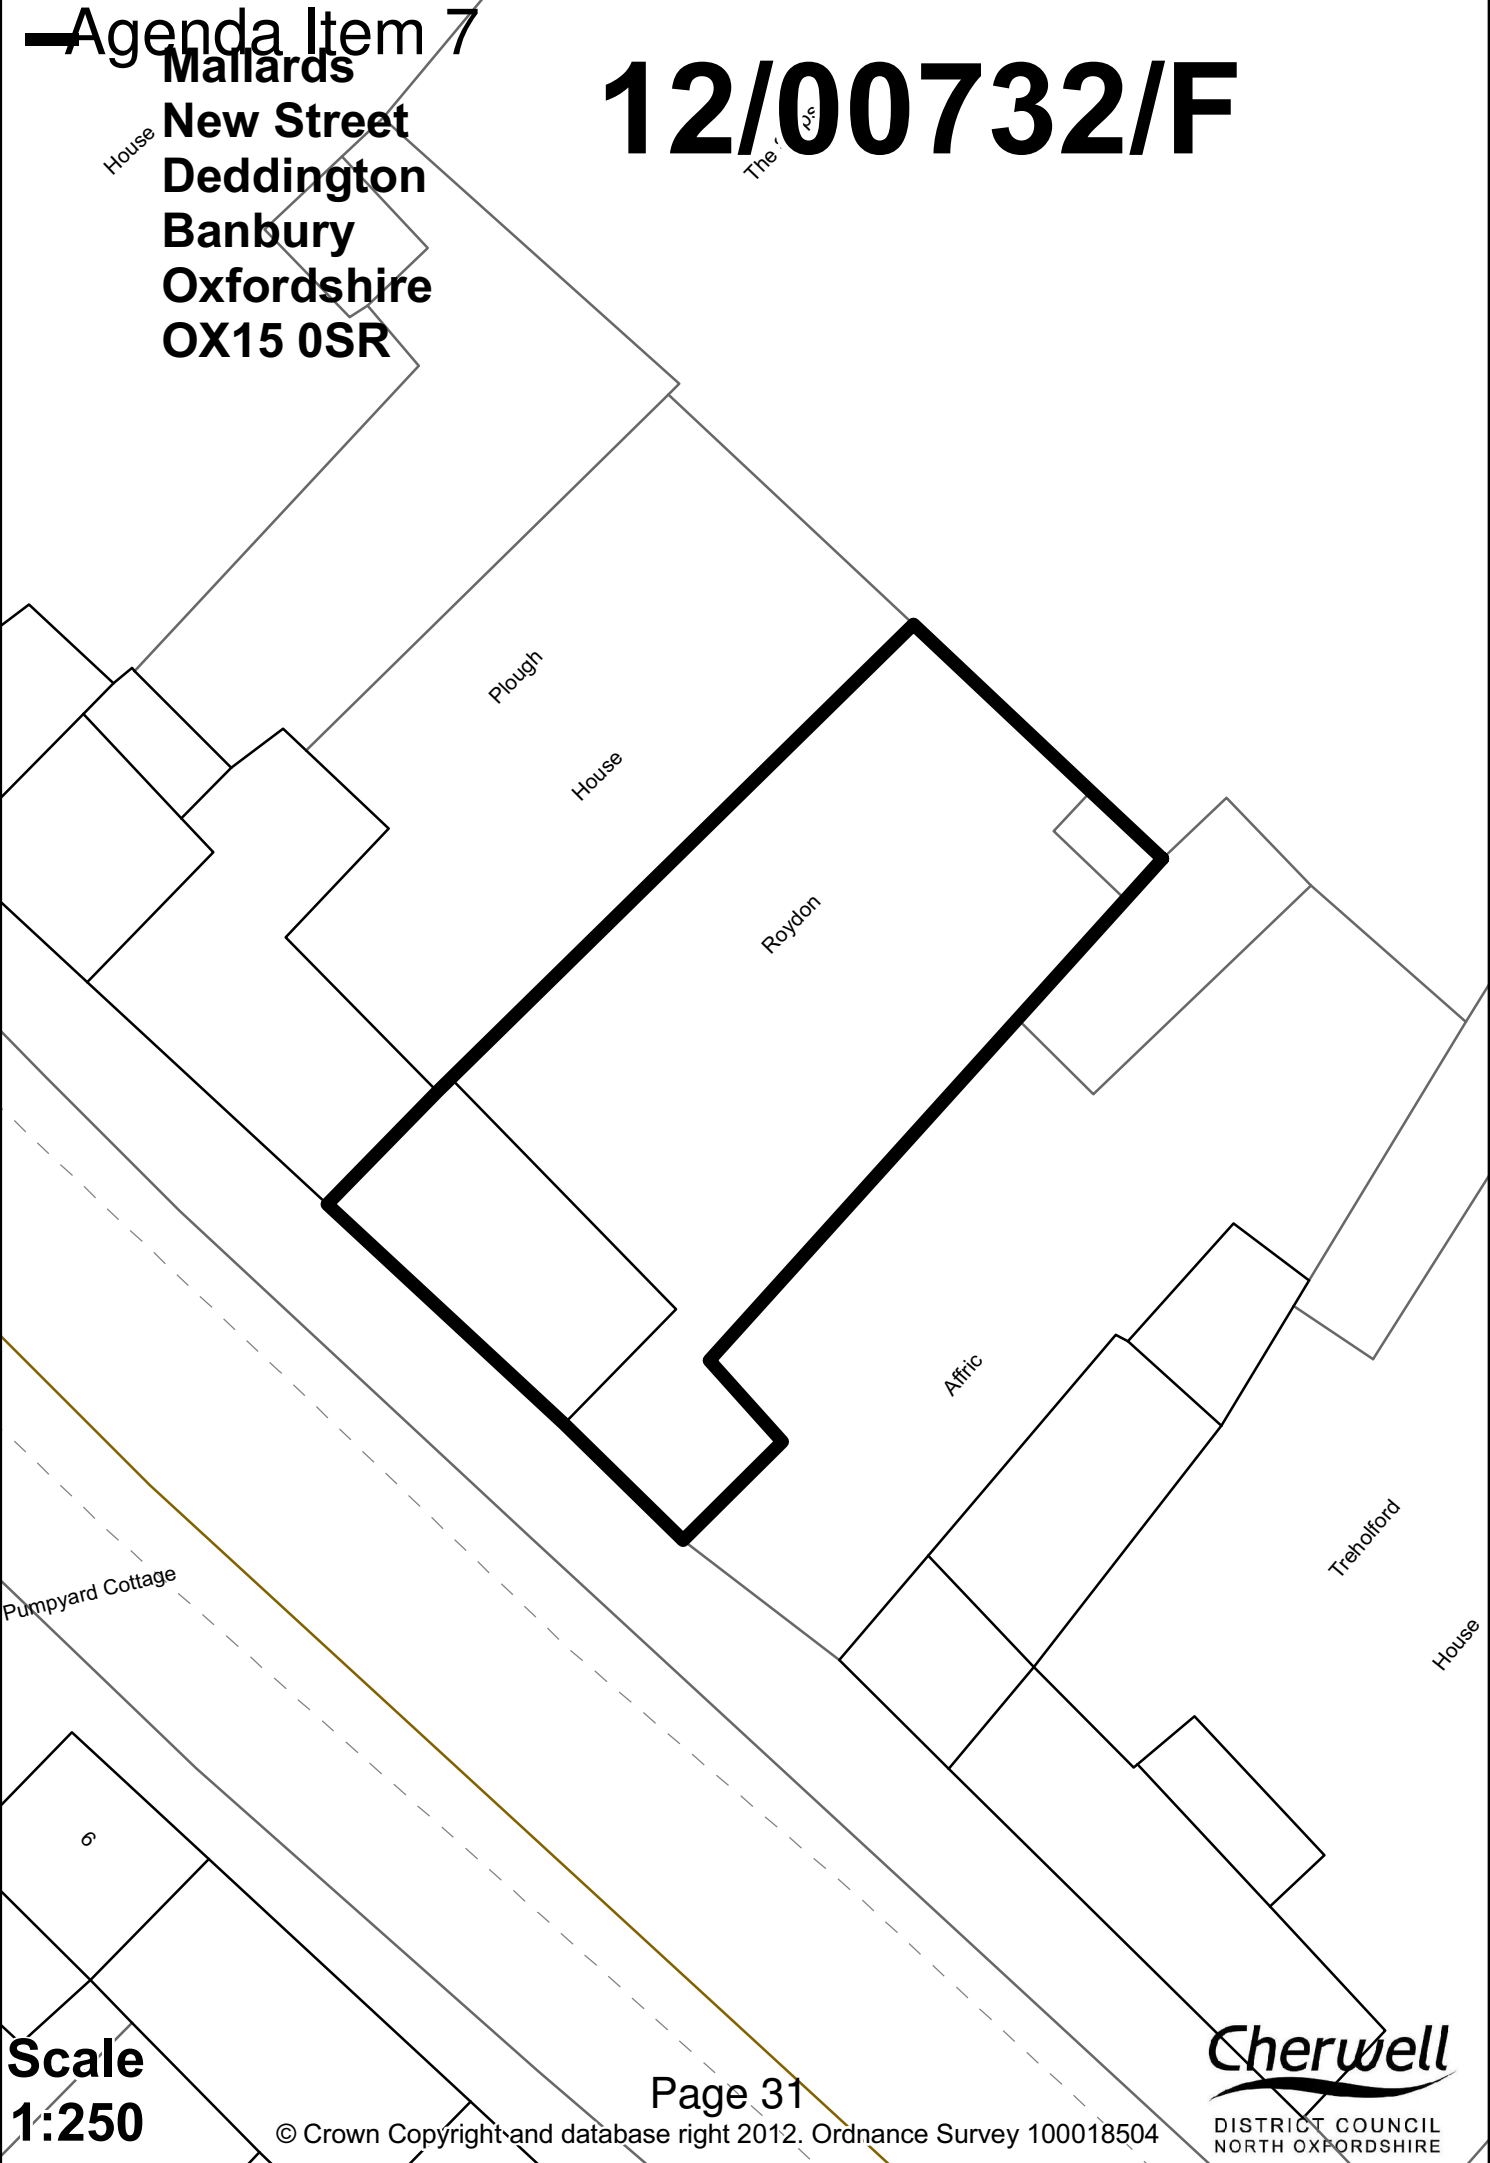 Agenda Item 7
Mallards
New Street
Deddington
Banbury
Oxfordshire
OX15 0SR
12/00732/F
House
The
Plough
House
Roydon
Affric
Treholford
House
Pumpyard Cottage
6
Scale
1:250
Page 31
© Crown Copyright and database right 2012. Ordnance Survey 100018504
Cherwell
DISTRICT COUNCIL
NORTH OXFORDSHIRE